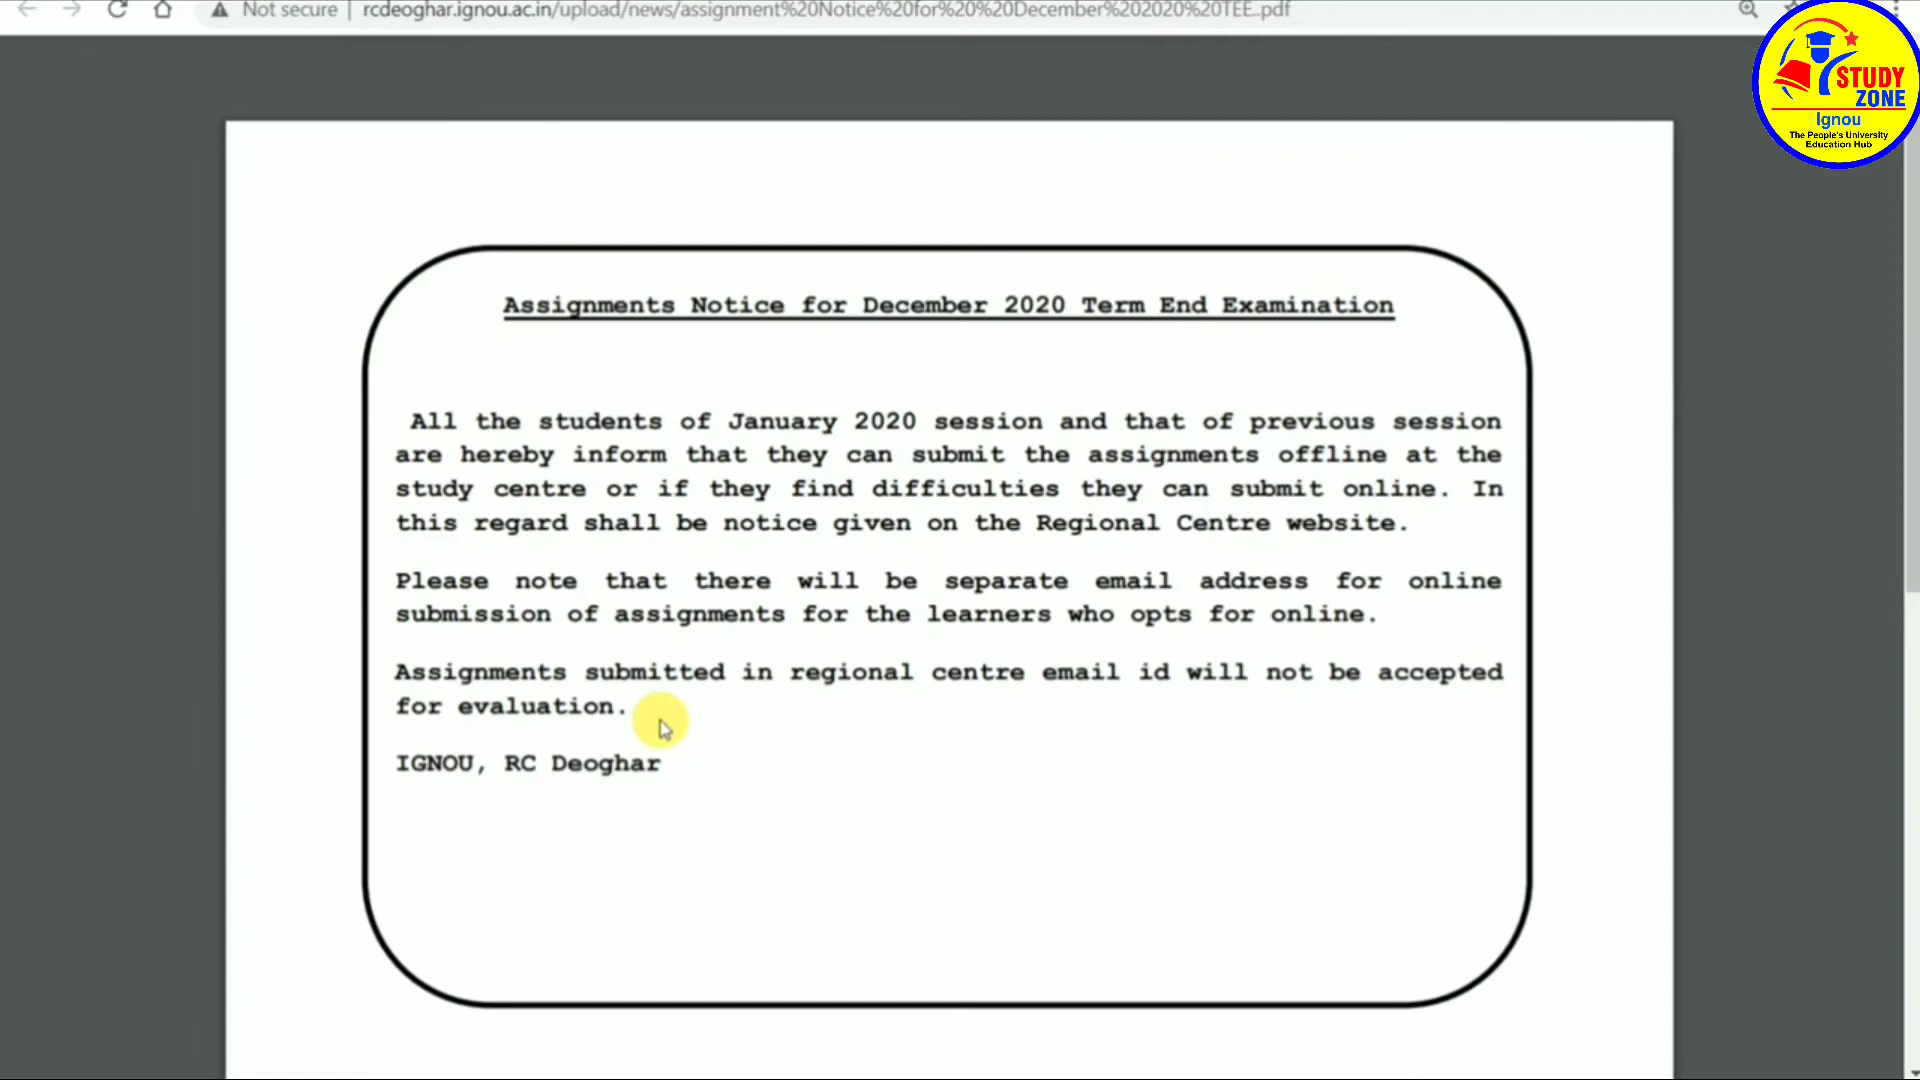 Not secure | rcdeoghar.ignou.ac.in/upload/news/assignment%20Notice%20for%20%20December%202020%20TEE..pdf
STUDY
ZONE
Ignou
The People's University
Education Hub
Assignments Notice for December 2020 Term End Examination
All the students of January 2020 session and that of previous session
are hereby inform that they can submit the assignments offline at the
study centre or if they find difficulties they can submit online. In
this regard shall be notice given on the Regional Centre website.
Please note that there will be separate email address for online
submission of assignments for the learners who opts for online.
Assignments submitted in regional centre email id will not be accepted
for evaluation.
IGNOU, RC Deoghar